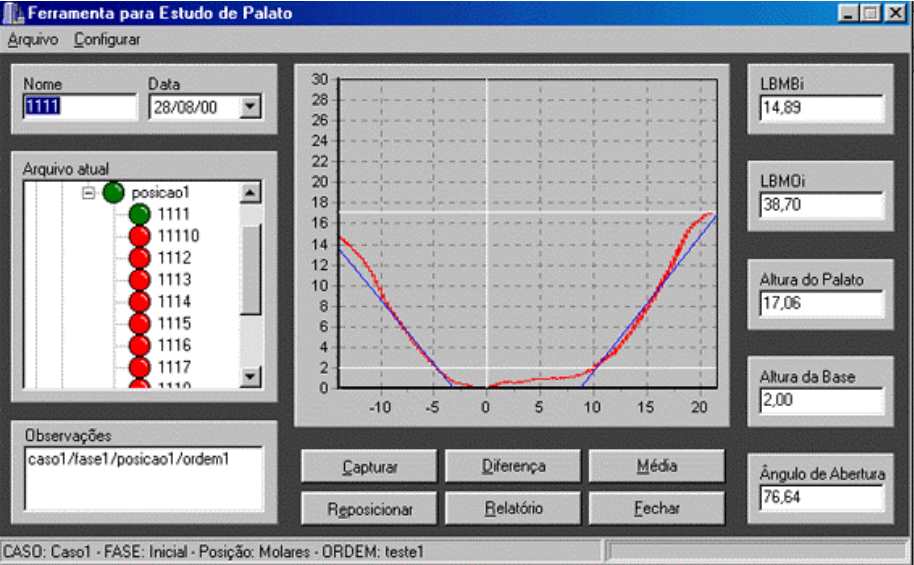 Ferramenta para Estudo de Palato
Arquivo Configurar
Nome
1111
Data
28/08/00
Arquivo atual
posicao1
1111
11110
1112
1113
1114
1115
1116
1117
Observações
caso1/fase1/posicao1/ordem1
30
28
26
24
22
20
18
16
14
12
10
8
6
4
2
0
-10 -5 0 5 10 15 20
Capturar Diferença Média
Reposicionar Relatório Fechar
LBMBi
14,89
LBMOi
38,70
Altura do Palato
17,06
Altura da Base
2,00
Ângulo de Abertura
76,64
CASO: Caso1 - FASE: Inicial - Posição: Molares - ORDEM: teste1